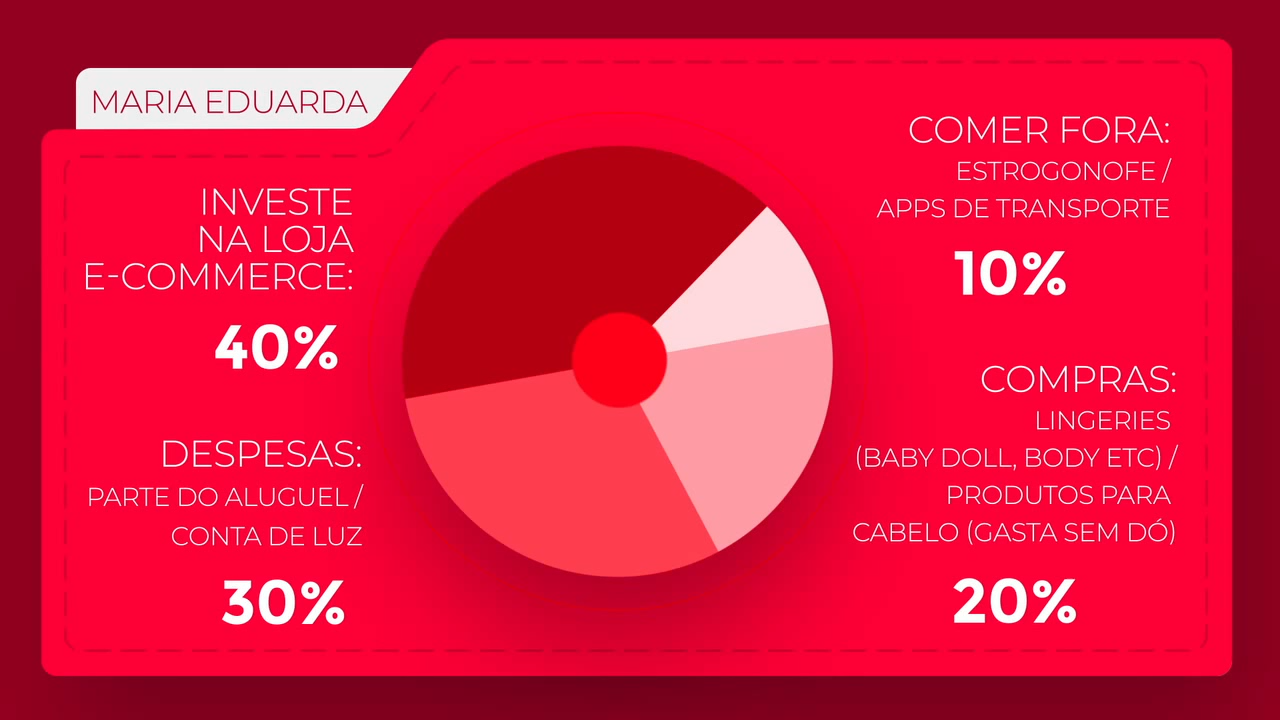 MARIA EDUARDA
INVESTE
NA LOJA
E-COMMERCE:
40%
DESPESAS:
PARTE DO ALUGUEL /
CONTA DE LUZ
30%
COMER FORA:
ESTROGONOFE /
APPS DE TRANSPORTE
10%
COMPRAS:
LINGERIES
(BABY DOLL, BODY ETC) /
PRODUTOS PARA
CABELO (GASTA SEM DÓ)
20%